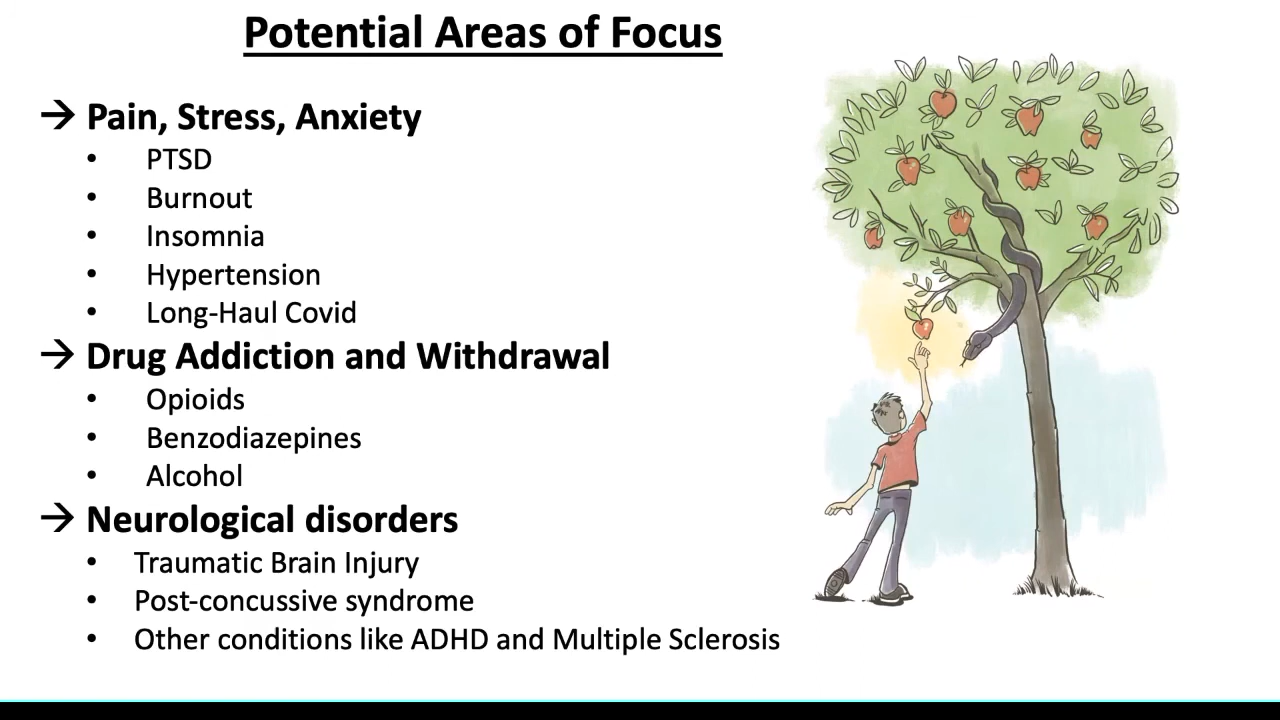 Potential Areas of Focus
→ Pain, Stress, Anxiety
• PTSD
• Burnout
• Insomnia
• Hypertension
• Long-Haul Covid
→ Drug Addiction and Withdrawal
• Opioids
• Benzodiazepines
• Alcohol
→ Neurological disorders
• Traumatic Brain Injury
• Post-concussive syndrome
• Other conditions like ADHD and Multiple Sclerosis